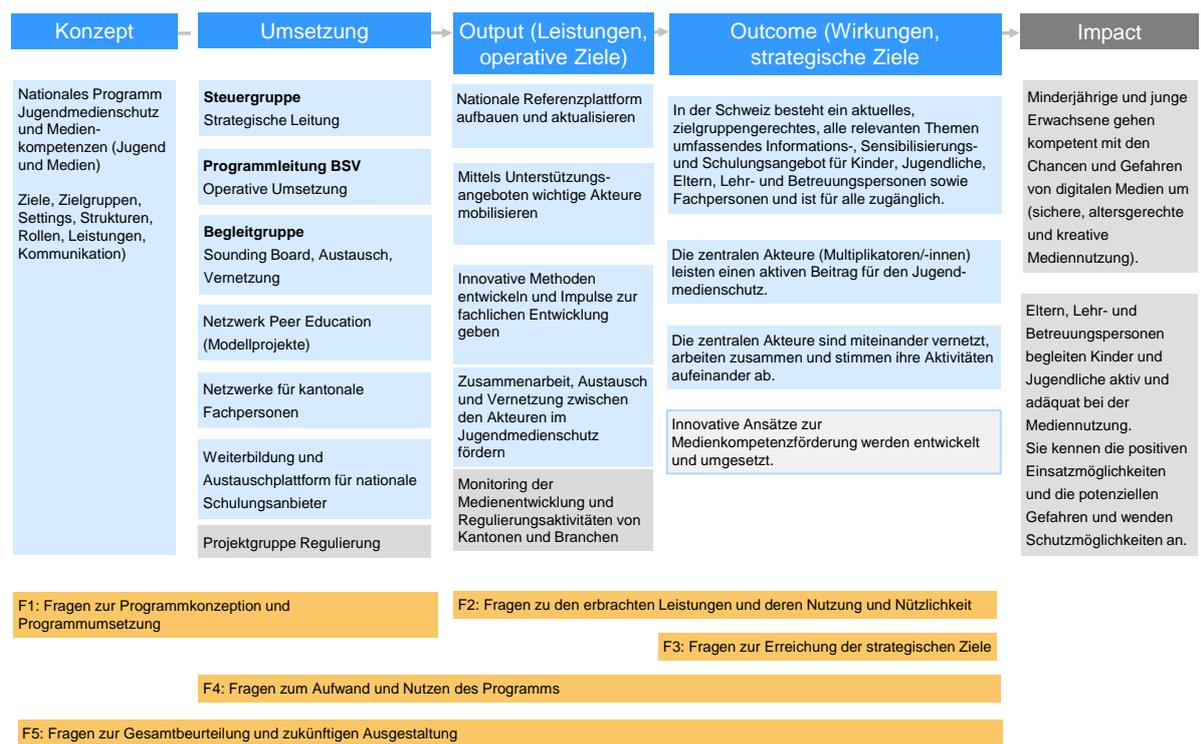 Konzept
Umsetzung
Output (Leistungen,
operative Ziele)
Outcome (Wirkungen,
strategische Ziele
Impact
Nationales Programm
Jugendmedienschutz
und Medien-
kompetenzen (Jugend
und Medien)
Ziele, Zielgruppen,
Settings, Strukturen,
Rollen, Leistungen,
Kommunikation)
Steuergruppe
Strategische Leitung
Programmleitung BSV
Operative Umsetzung
Begleitgruppe
Sounding Board, Austausch,
Vernetzung
Netzwerk Peer Education
(Modellprojekte)
Netzwerke für kantonale
Fachpersonen
Weiterbildung und
Austauschplattform für nationale
Schulungsanbieter
Projektgruppe Regulierung
Nationale Referenzplattform
aufbauen und aktualisieren
Mittels Unterstützungs-
angeboten wichtige Akteure
mobilisieren
Innovative Methoden
entwickeln und Impulse zur
fachlichen Entwicklung
geben
Zusammenarbeit, Austausch
und Vernetzung zwischen
den Akteuren im
Jugendmedienschutz
fördern
Monitoring der
Medienentwicklung und
Regulierungsaktivitäten von
Kantonen und Branchen
In der Schweiz besteht ein aktuelles,
zielgruppengerechtes, alle relevanten Themen
umfassendes Informations-, Sensibilisierungs-
und Schulungsangebot für Kinder, Jugendliche,
Eltern, Lehr- und Betreuungspersonen sowie
Fachpersonen und ist für alle zugänglich.
Die zentralen Akteure (Multiplikatoren/-innen)
leisten einen aktiven Beitrag für den Jugend-
medienschutz.
Die zentralen Akteure sind miteinander vernetzt,
arbeiten zusammen und stimmen ihre Aktivitäten
aufeinander ab.
Innovative Ansätze zur
Medienkompetenzförderung werden entwickelt
und umgesetzt.
Minderjährige und junge
Erwachsene gehen
kompetent mit den
Chancen und Gefahren
von digitalen Medien um
(sichere, altersgerechte
und kreative
Mediennutzung).
Eltern, Lehr- und
Betreuungspersonen
begleiten Kinder und
Jugendliche aktiv und
adäquat bei der
Mediennutzung.
Sie kennen die positiven
Einsatzmöglichkeiten
und die potenziellen
Gefahren und wenden
Schutzmöglichkeiten an.
F1: Fragen zur Programmkonzeption und
Programmumsetzung
F2: Fragen zu den erbrachten Leistungen und deren Nutzung und Nützlichkeit
F3: Fragen zur Erreichung der strategischen Ziele
F4: Fragen zum Aufwand und Nutzen des Programms
F5: Fragen zur Gesamtbeurteilung und zukünftigen Ausgestaltung